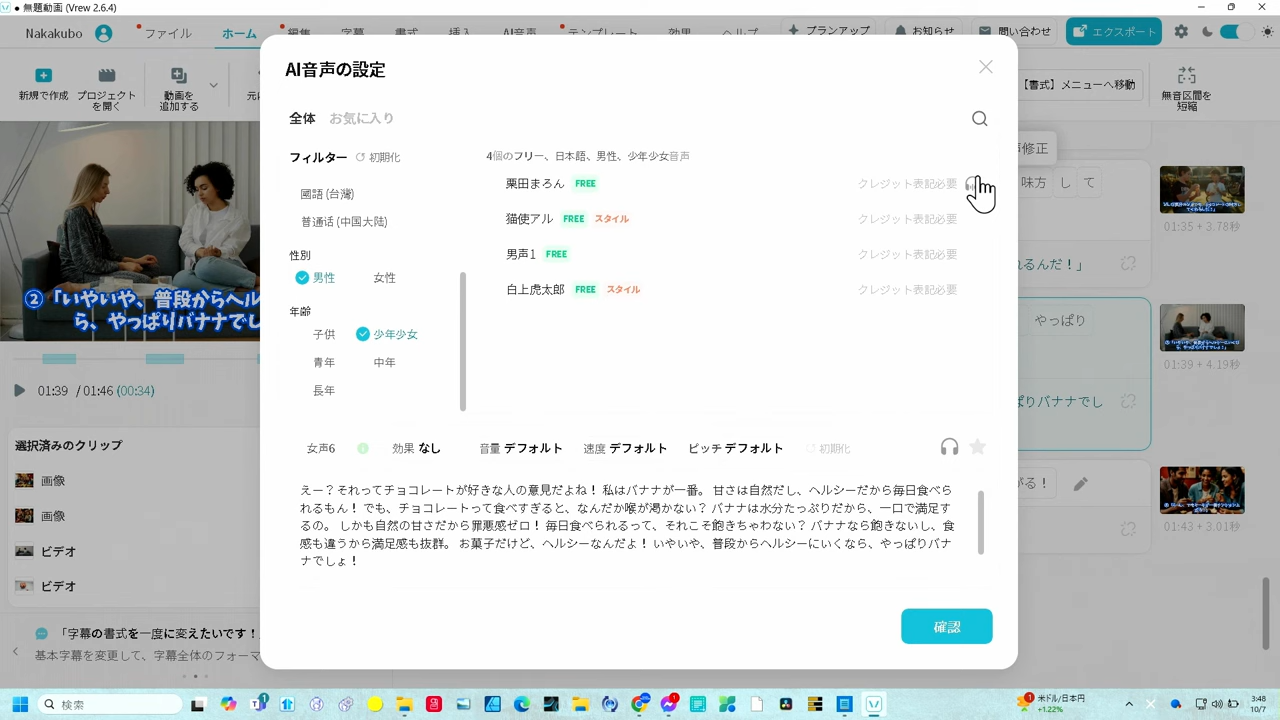 ● 無題動画 (Vrew 2.6.4)
Nakakubo ファイル ホーム 編集 字幕 書式 挿入 AI音声 テンプレート 効果 ヘルプ プランアップ お知らせ 問い合わせ エクスポート
新規で作成 プロジェクトを開く 動画を追加する 【書式】メニューへ移動 無音区間を短縮
AI音声の設定
全体 お気に入り
フィルター 初期化
國語 (台灣)
普通话 (中国大陆)
性別
男性 女性
年齢
子供 少年少女
青年 中年
長年
4個のフリー、日本語、男性、少年少女音声
栗田まろん FREE クレジット表記必要
猫使アル FREE スタイル クレジット表記必要
男声1 FREE クレジット表記必要
白上虎太郎 FREE スタイル クレジット表記必要
女声6 効果 なし 音量 デフォルト 速度 デフォルト ピッチ デフォルト 初期化
えー？それってチョコレートが好きな人の意見だよね！ 私はバナナが一番。 甘さは自然だし、ヘルシーだから毎日食べら
れるもん！ でも、チョコレートって食べすぎると、なんだか喉が渇かない？ バナナは水分たっぷりだから、一口で満足す
るの。 しかも自然の甘さだから罪悪感ゼロ！ 毎日食べられるって、それこそ飽きちゃわない？ バナナなら飽きないし、食
感も違うから満足感も抜群。 お菓子だけど、ヘルシーなんだよ！ いやいや、普段からヘルシーにいくなら、やっぱりバナ
ナでしょ！
確認
②「いやいや、普段からヘル
ら、やっぱりバナナでし
01:39 / 01:46 (00:34)
選択済みのクリップ
画像
画像
ビデオ
ビデオ
「字幕の書式を一度に変えたいです！」
基本字幕を変更して、字幕全体のフォーマ
声修正
味方 し て
01:35 + 3.78秒
れるんだ！」
やっぱり
01:39 + 4.19秒
ぱりバナナでし
がる！
01:43 + 3.01秒
検索
米ドル/日本円
+1.22%
3:48
10/7